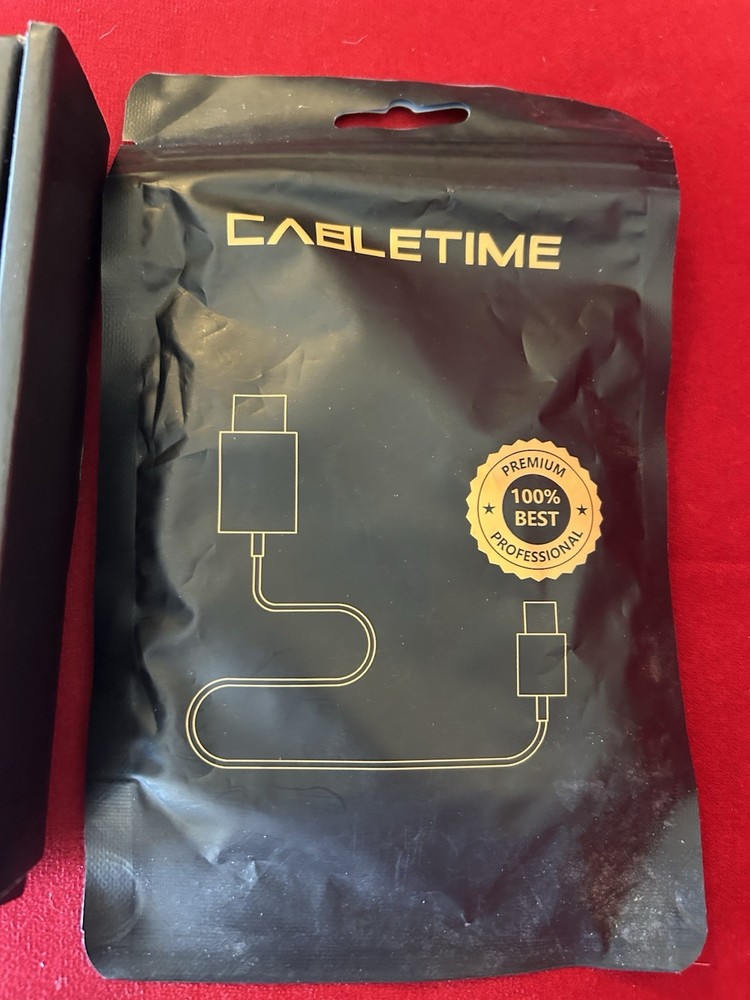 CABLETIME
PREMIUM
100%
BEST
PROFESSIONAL